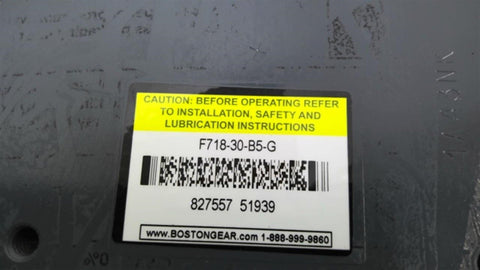 CAUTION: BEFORE OPERATING REFER
TO INSTALLATION, SAFETY AND
LUBRICATION INSTRUCTIONS
F718-30-B5-G
827557 51939
www.BOSTONGEAR.com 1-888-999-9860